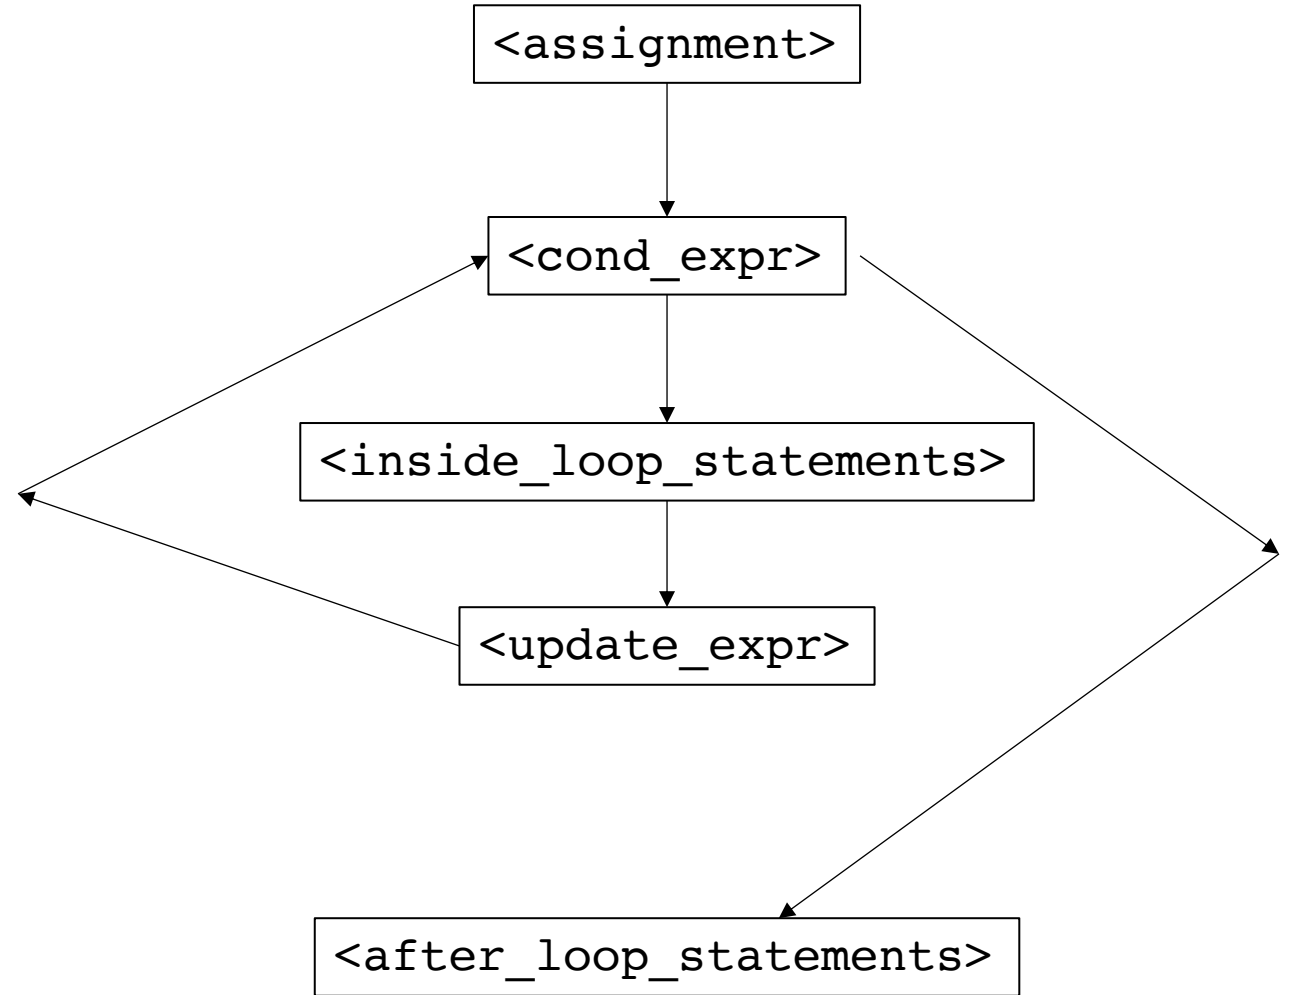 <assignment>
<cond_expr>
<inside_loop_statements>
<update_expr>
<after_loop_statements>